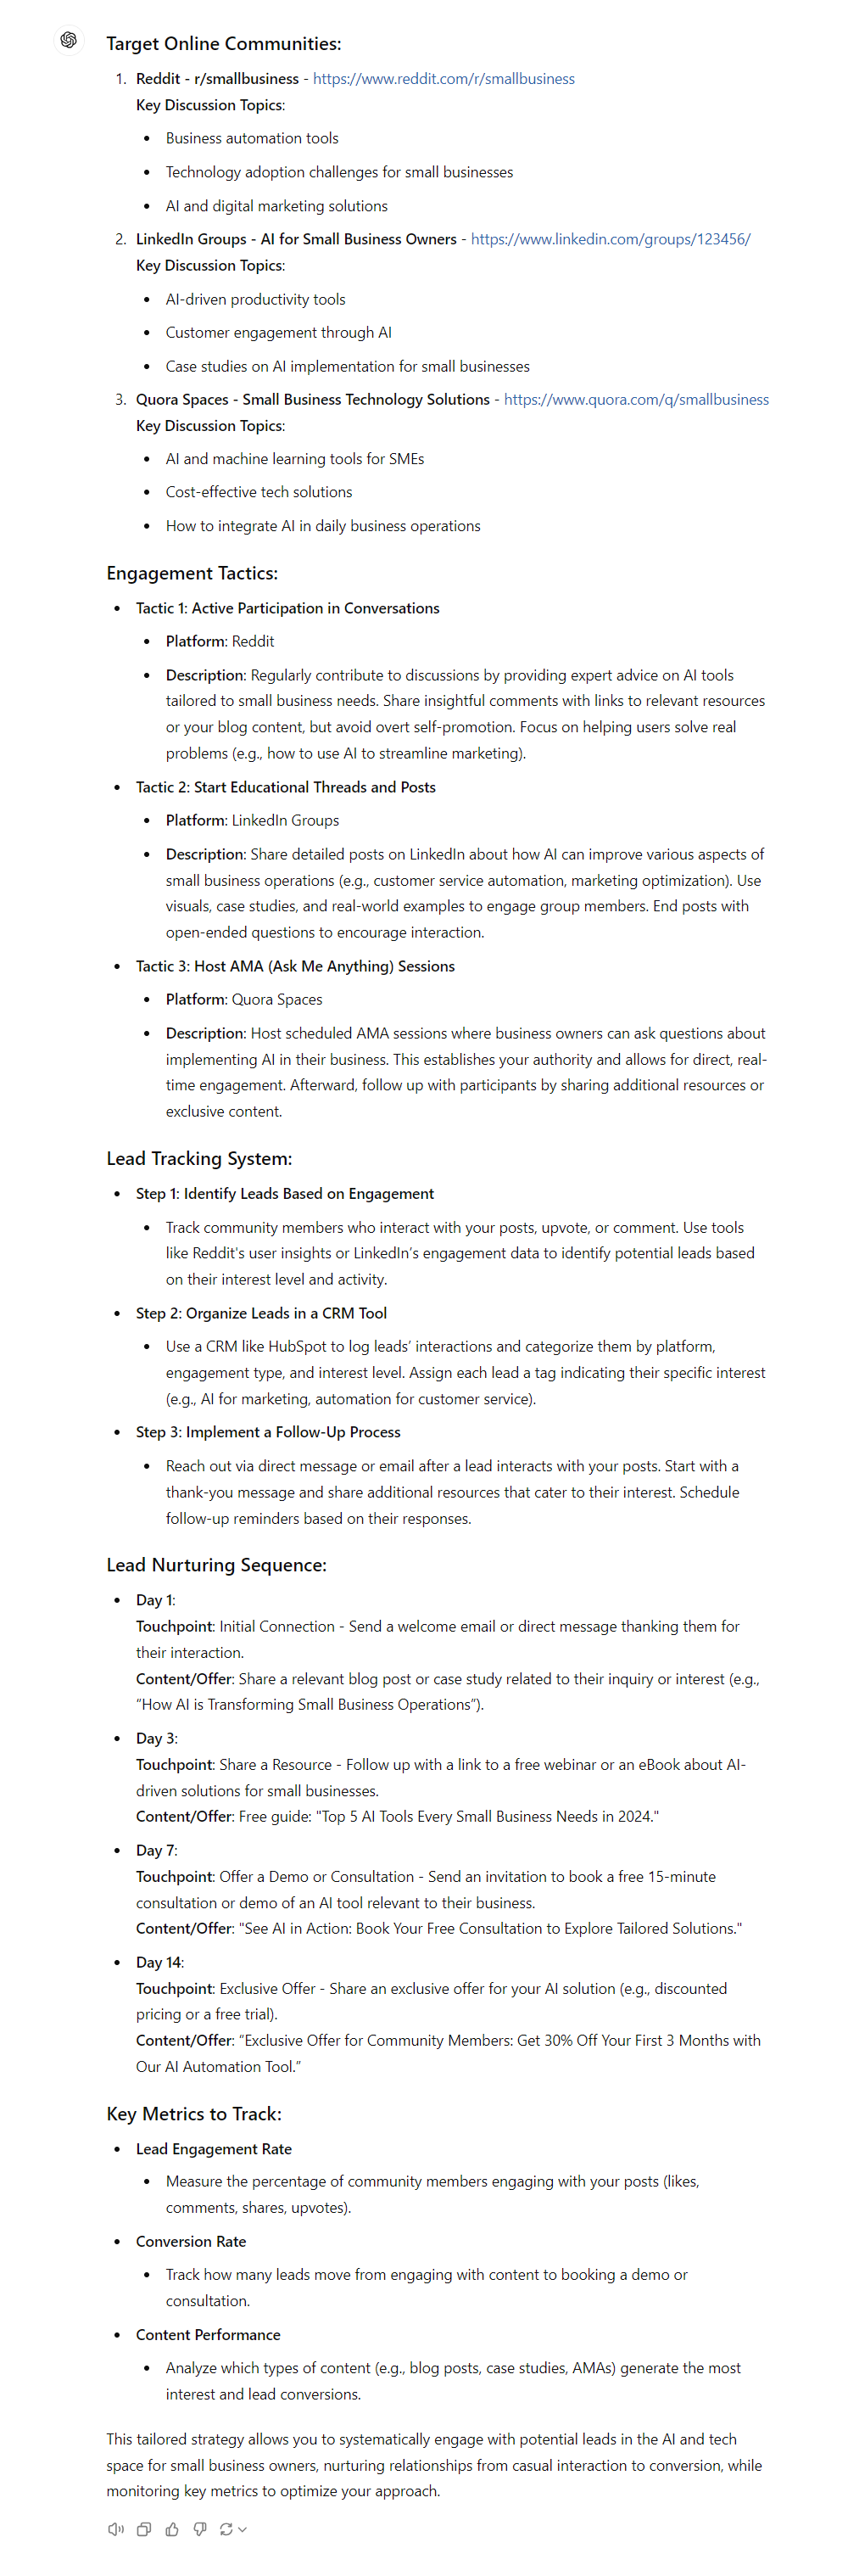 Target Online Communities:
1. Reddit - r/smallbusiness - https://www.reddit.com/r/smallbusiness
Key Discussion Topics:
• Business automation tools
• Technology adoption challenges for small businesses
• AI and digital marketing solutions
2. LinkedIn Groups - AI for Small Business Owners - https://www.linkedin.com/groups/123456/
Key Discussion Topics:
• AI-driven productivity tools
• Customer engagement through AI
• Case studies on AI implementation for small businesses
3. Quora Spaces - Small Business Technology Solutions - https://www.quora.com/q/smallbusiness
Key Discussion Topics:
• AI and machine learning tools for SMEs
• Cost-effective tech solutions
• How to integrate AI in daily business operations
Engagement Tactics:
• Tactic 1: Active Participation in Conversations
• Platform: Reddit
• Description: Regularly contribute to discussions by providing expert advice on AI tools
tailored to small business needs. Share insightful comments with links to relevant resources
or your blog content, but avoid overt self-promotion. Focus on helping users solve real
problems (e.g., how to use AI to streamline marketing).
• Tactic 2: Start Educational Threads and Posts
• Platform: LinkedIn Groups
• Description: Share detailed posts on LinkedIn about how AI can improve various aspects of
small business operations (e.g., customer service automation, marketing optimization). Use
visuals, case studies, and real-world examples to engage group members. End posts with
open-ended questions to encourage interaction.
• Tactic 3: Host AMA (Ask Me Anything) Sessions
• Platform: Quora Spaces
• Description: Host scheduled AMA sessions where business owners can ask questions about
implementing AI in their business. This establishes your authority and allows for direct, real-
time engagement. Afterward, follow up with participants by sharing additional resources or
exclusive content.
Lead Tracking System:
• Step 1: Identify Leads Based on Engagement
• Track community members who interact with your posts, upvote, or comment. Use tools
like Reddit's user insights or LinkedIn's engagement data to identify potential leads based
on their interest level and activity.
• Step 2: Organize Leads in a CRM Tool
• Use a CRM like HubSpot to log leads' interactions and categorize them by platform,
engagement type, and interest level. Assign each lead a tag indicating their specific interest
(e.g., AI for marketing, automation for customer service).
• Step 3: Implement a Follow-Up Process
• Reach out via direct message or email after a lead interacts with your posts. Start with a
thank-you message and share additional resources that cater to their interest. Schedule
follow-up reminders based on their responses.
Lead Nurturing Sequence:
• Day 1:
Touchpoint: Initial Connection - Send a welcome email or direct message thanking them for
their interaction.
Content/Offer: Share a relevant blog post or case study related to their inquiry or interest (e.g.,
“How AI is Transforming Small Business Operations”).
• Day 3:
Touchpoint: Share a Resource - Follow up with a link to a free webinar or an eBook about AI-
driven solutions for small businesses.
Content/Offer: Free guide: "Top 5 AI Tools Every Small Business Needs in 2024."
• Day 7:
Touchpoint: Offer a Demo or Consultation - Send an invitation to book a free 15-minute
consultation or demo of an AI tool relevant to their business.
Content/Offer: "See AI in Action: Book Your Free Consultation to Explore Tailored Solutions."
• Day 14:
Touchpoint: Exclusive Offer - Share an exclusive offer for your AI solution (e.g., discounted
pricing or a free trial).
Content/Offer: “Exclusive Offer for Community Members: Get 30% Off Your First 3 Months with
Our AI Automation Tool.”
Key Metrics to Track:
• Lead Engagement Rate
• Measure the percentage of community members engaging with your posts (likes,
comments, shares, upvotes).
• Conversion Rate
• Track how many leads move from engaging with content to booking a demo or
consultation.
• Content Performance
• Analyze which types of content (e.g., blog posts, case studies, AMAs) generate the most
interest and lead conversions.
This tailored strategy allows you to systematically engage with potential leads in the AI and tech
space for small business owners, nurturing relationships from casual interaction to conversion, while
monitoring key metrics to optimize your approach.